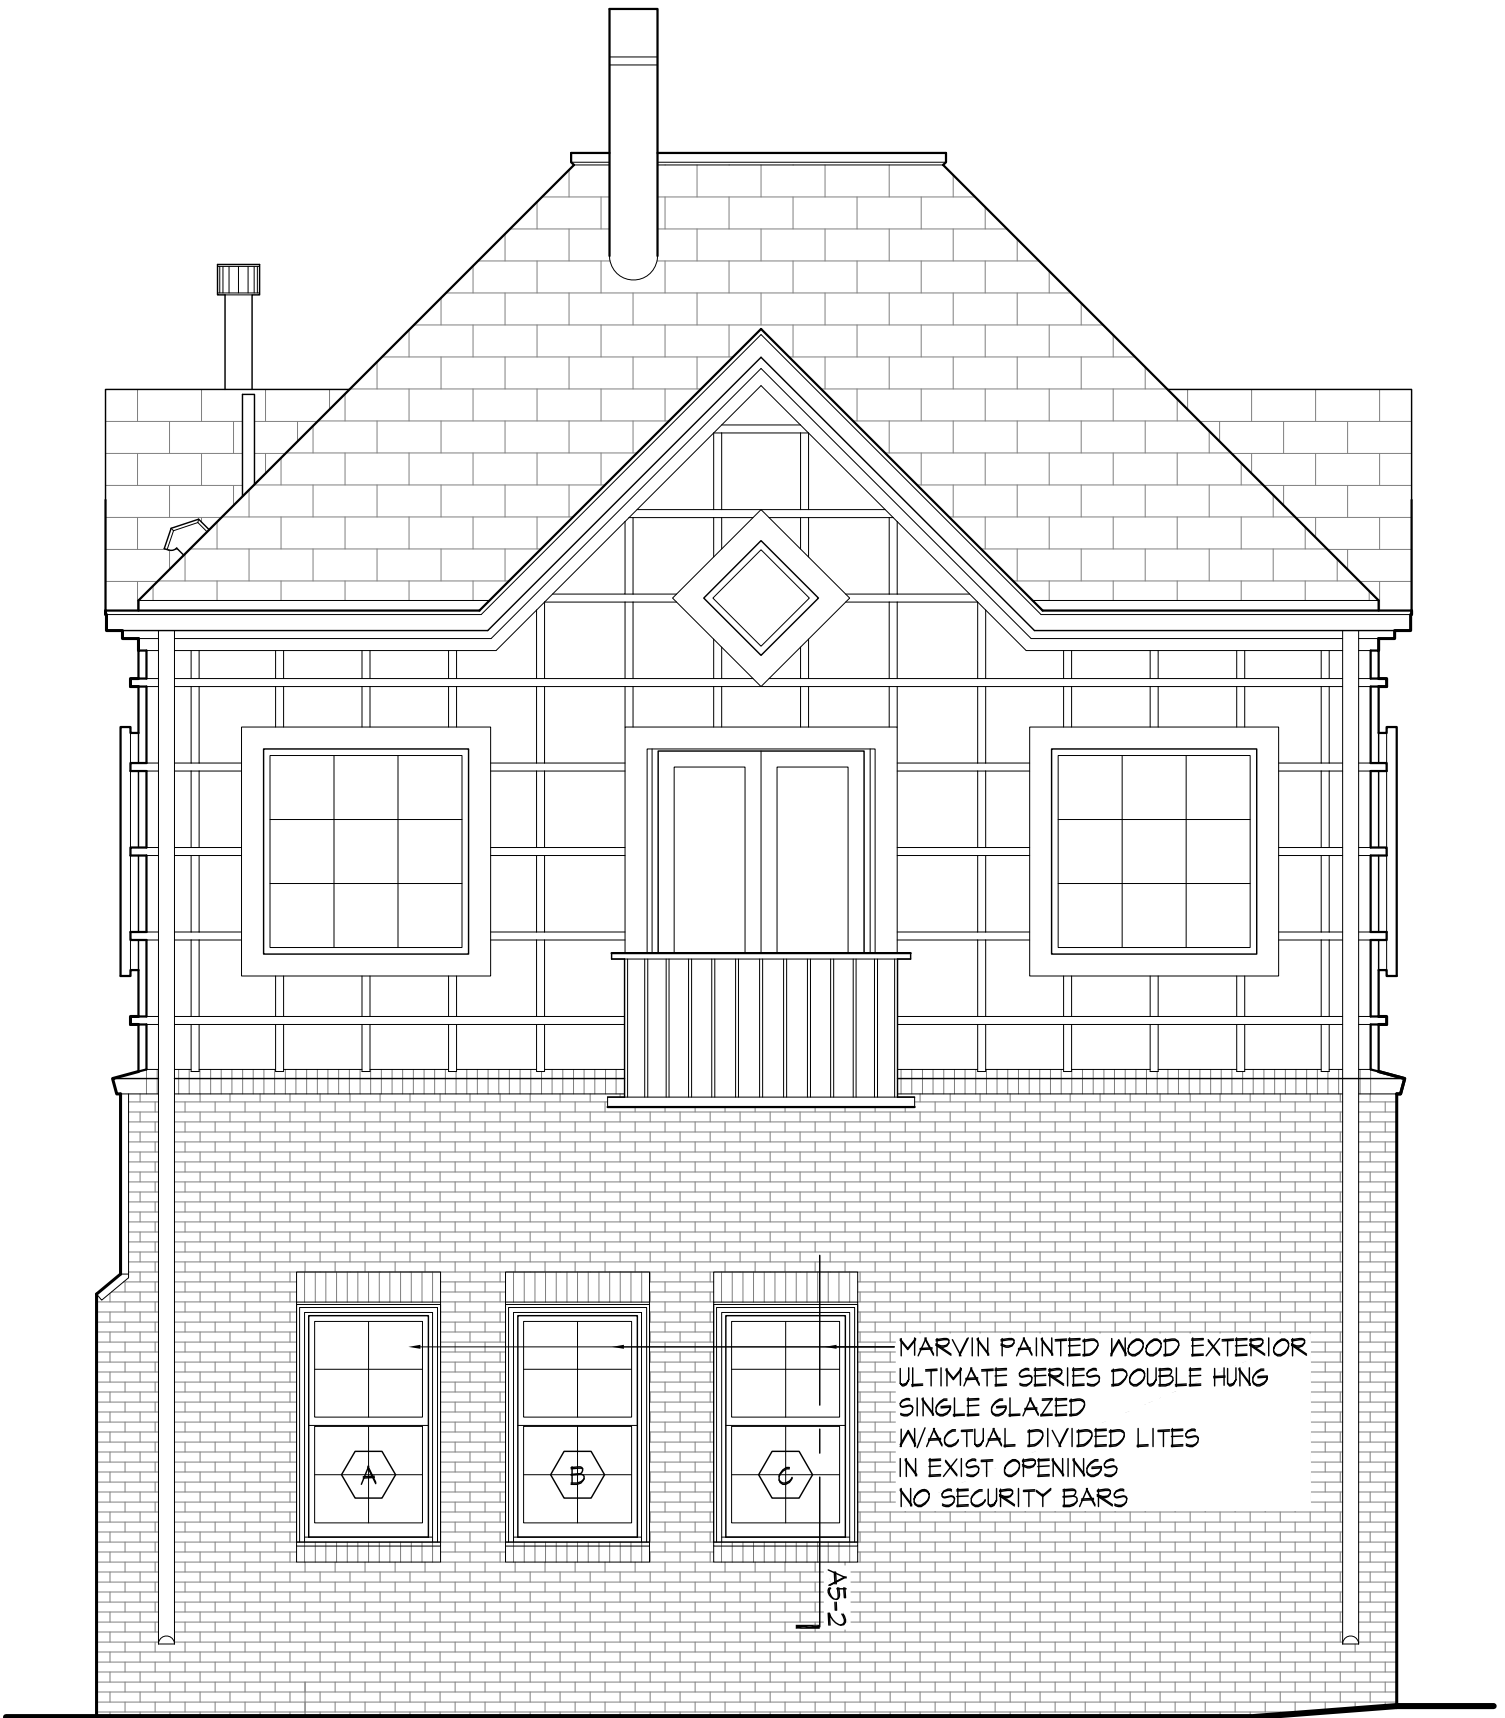 MARVIN PAINTED WOOD EXTERIOR
ULTIMATE SERIES DOUBLE HUNG
SINGLE GLAZED
W/ACTUAL DIVIDED LITES
IN EXIST OPENINGS
NO SECURITY BARS
A
B
C
A5-2